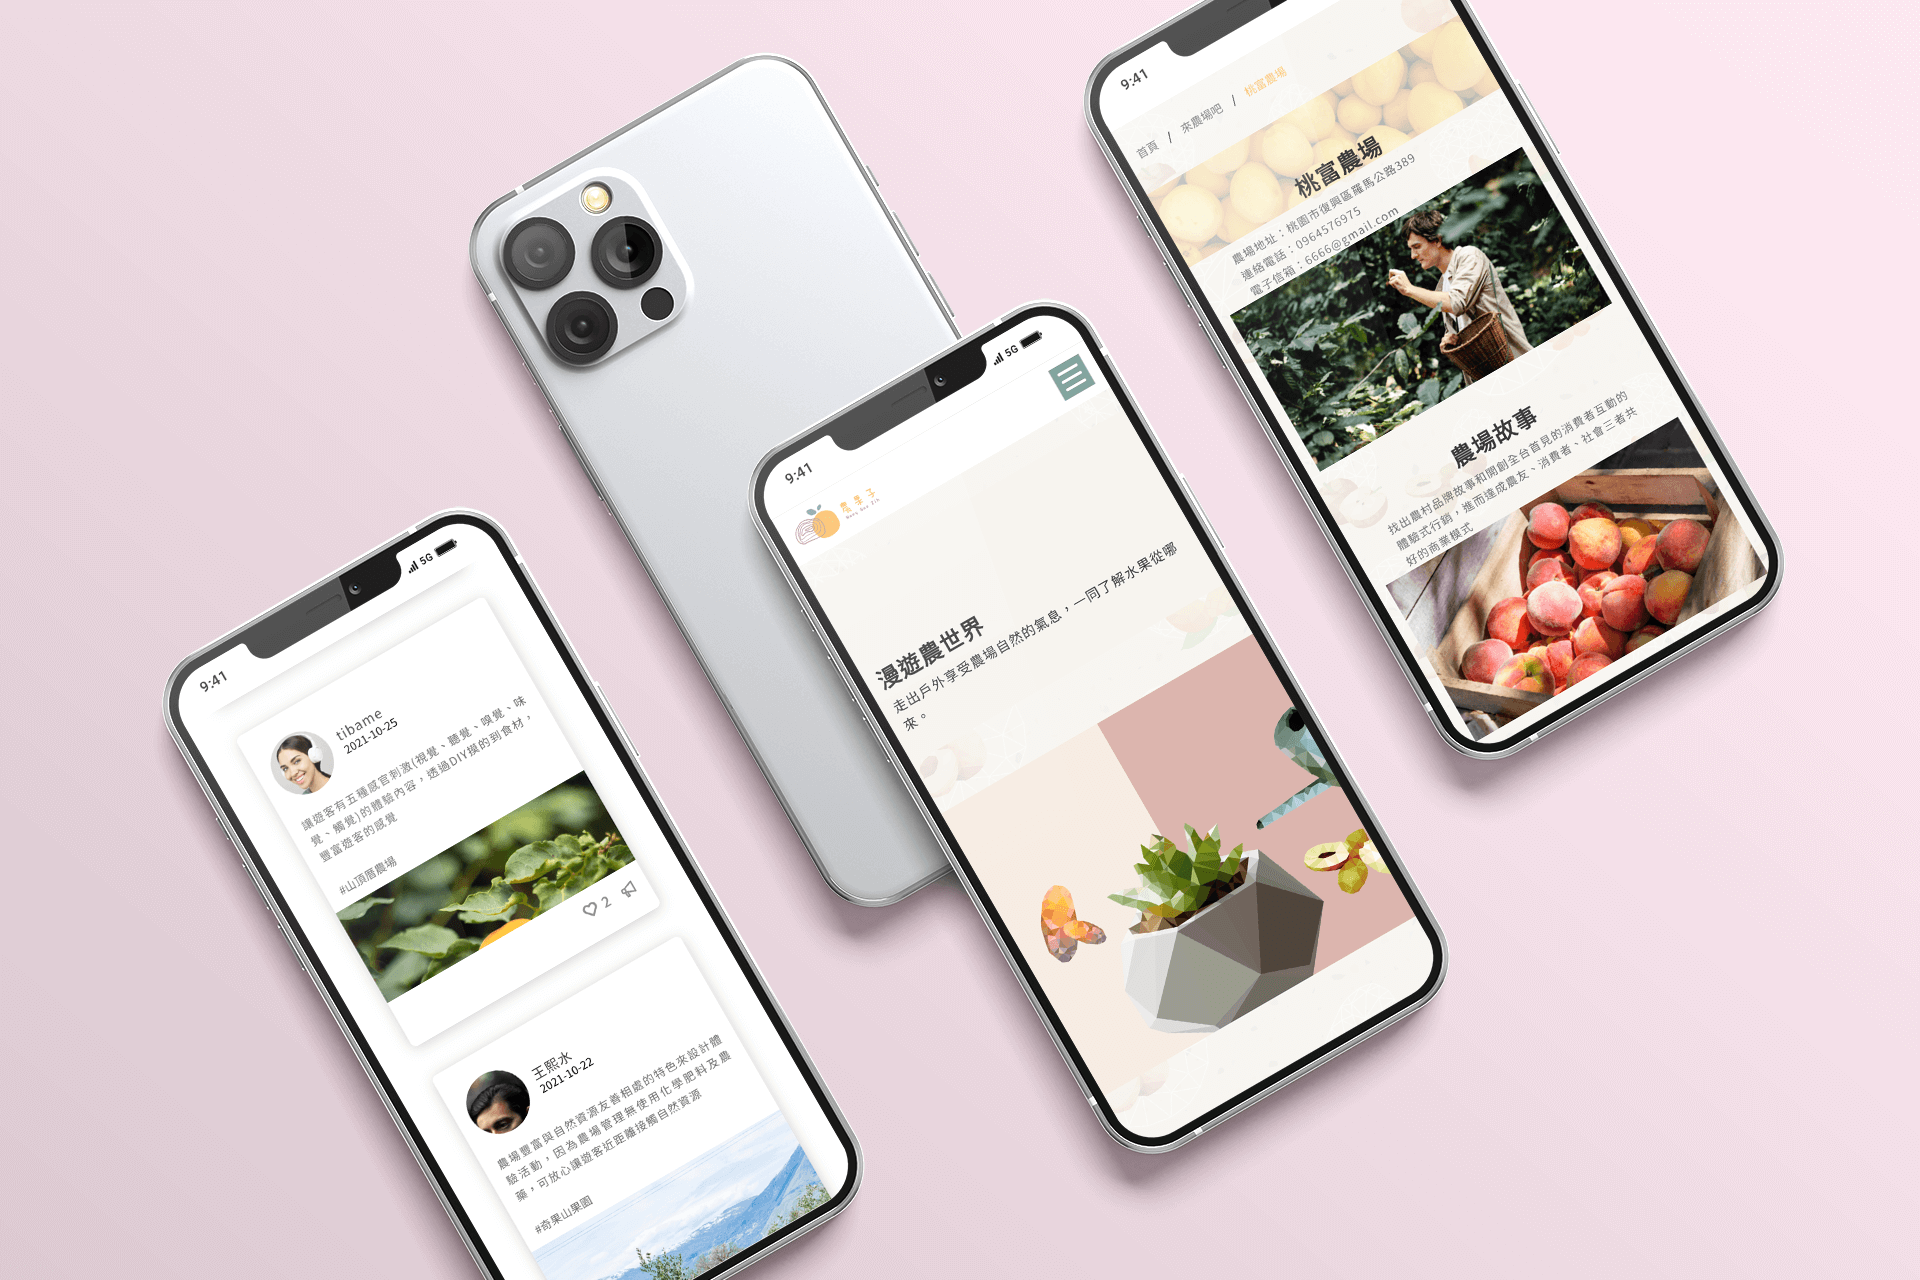 9:41
5G
tibame
2021-10-25
讓遊客有五種感官刺激(視覺、聽覺、嗅覺、味
覺、觸覺)的體驗內容，透過DIY摸的到食材，
豐富遊客的感覺
#山頂厝農場
2
王熙水
2021-10-22
農場豐富與自然資源友善相處的特色來設計體
驗活動，因為農場管理無使用化學肥料及農
藥，可放心讓遊客近距離接觸自然資源
#奇果山果園
9:41
5G
農果子
漫遊農世界
走出戶外享受農場自然的氣息，一同了解水果從哪
來。
9:41
首頁 / 來農場吧 / 桃富農場
桃富農場
農場地址：桃園市復興區羅馬公路389
連絡電話：0964576975
電子信箱：6666@gmail.com
農場故事
找出農村品牌故事和開創全台首見的消費者互動的
體驗式行銷，進而達成農友、消費者、社會三者共
好的商業模式